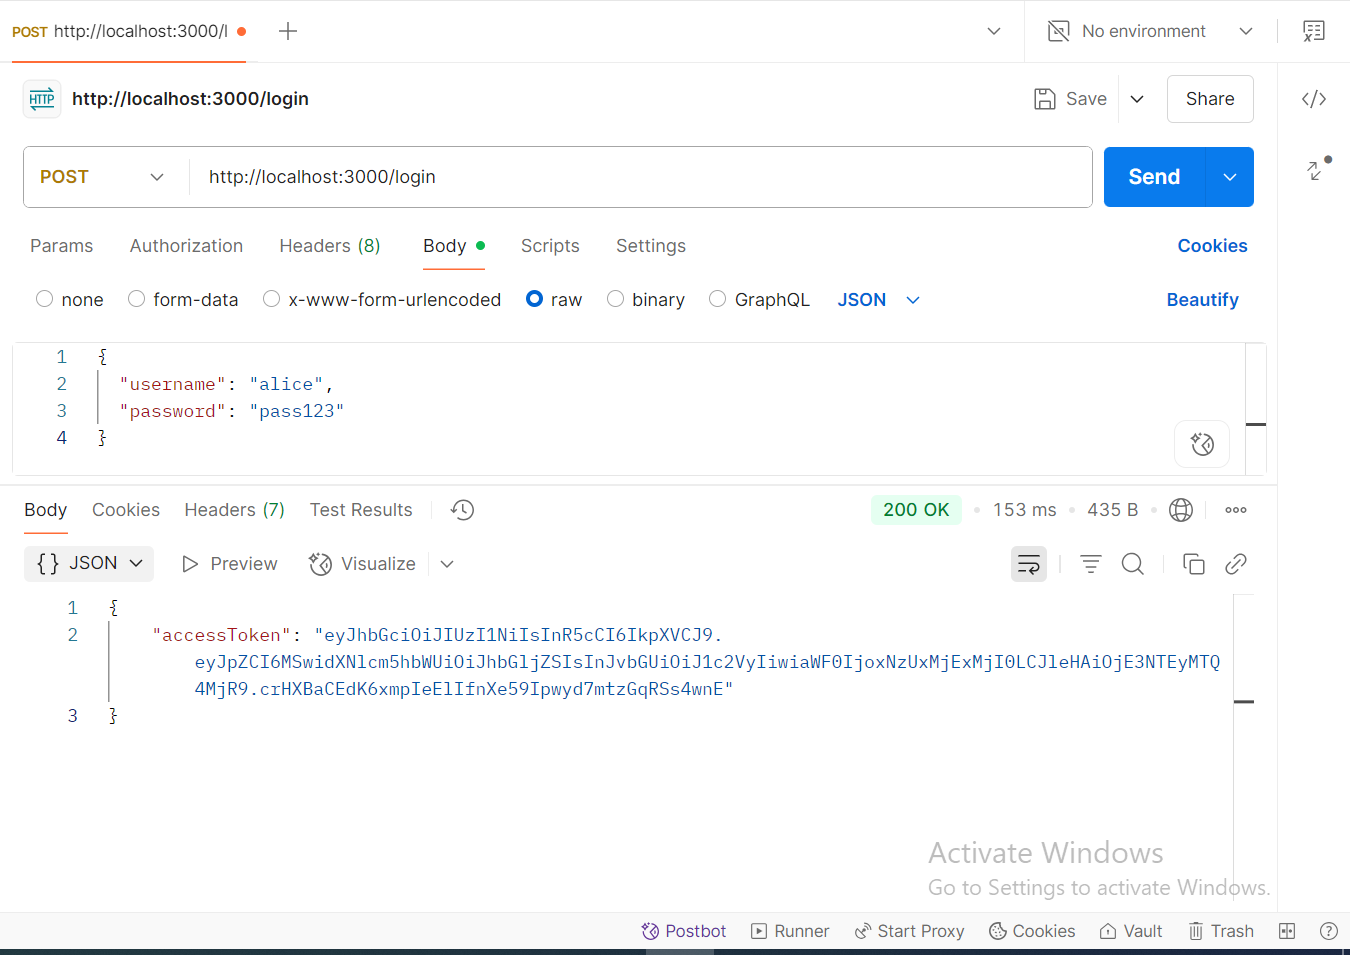 POST http://localhost:3000/l
No environment
HTTP http://localhost:3000/login
Save
Share
POST http://localhost:3000/login
Send
Params Authorization Headers (8) Body Scripts Settings Cookies
none form-data x-www-form-urlencoded raw binary GraphQL JSON Beautify
1 {
2 "username": "alice",
3 "password": "pass123"
4 }
Body Cookies Headers (7) Test Results 200 OK 153 ms 435 B
{} JSON Preview Visualize
1 {
2 "accessToken": "eyJhbGciOiJIUzI1NiIsInR5cCI6IkpXVCJ9.
eyJpZCI6MSwidXNlcm5hbWUiOiJhbGljZSIsInJvbGUiOiJ1c2VyIiwiaWF0IjoxNzUxMjExMjI0LCJleHAiOjE3NTEyMTQ
4MjR9.crHXBaCEdK6xmpIeElIfnXe59Ipwyd7mtzGqRSs4wnE"
3 }
Activate Windows
Go to Settings to activate Windows.
Postbot Runner Start Proxy Cookies Vault Trash